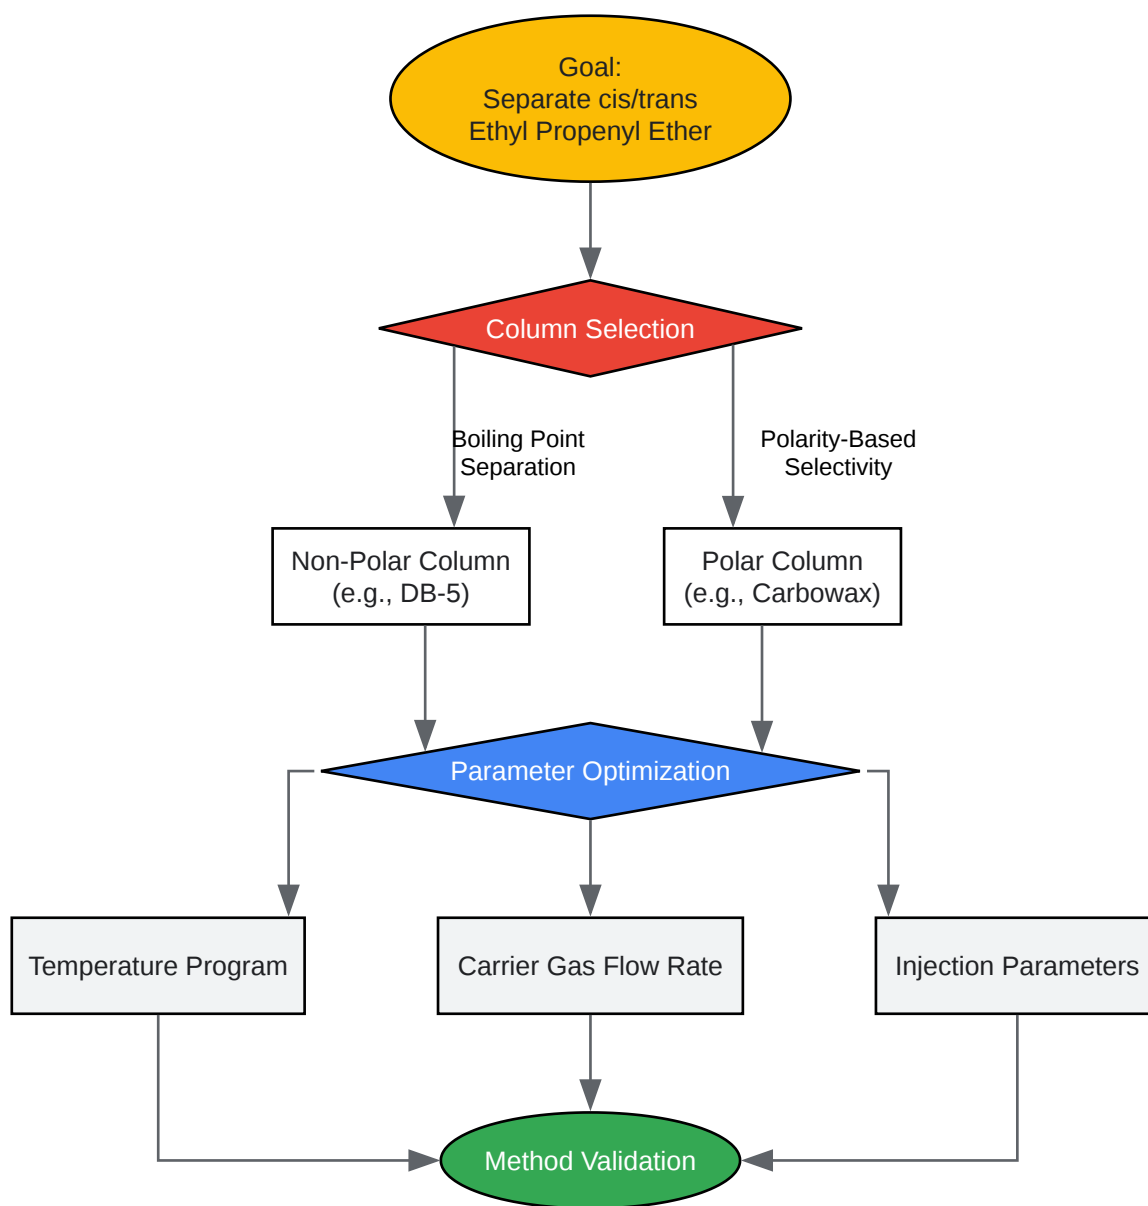 Goal:
Separate cis/trans
Ethyl Propenyl Ether
Column Selection
Boiling Point
Separation
Polarity-Based
Selectivity
Non-Polar Column
(e.g., DB-5)
Polar Column
(e.g., Carbowax)
Parameter Optimization
Temperature Program
Carrier Gas Flow Rate
Injection Parameters
Method Validation